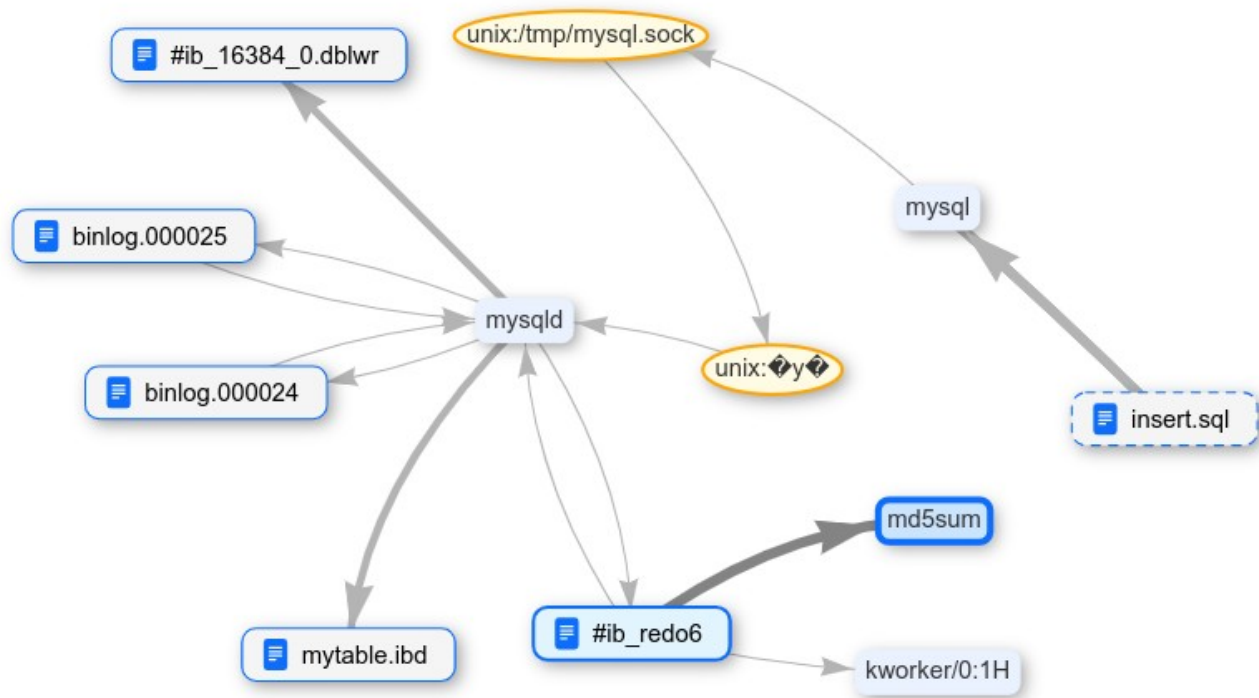 unix:/tmp/mysql.sock
#ib_16384_0.dblwr
mysql
binlog.000025
mysqld
unix:�y�
binlog.000024
insert.sql
md5sum
#ib_redo6
mytable.ibd
kworker/0:1H